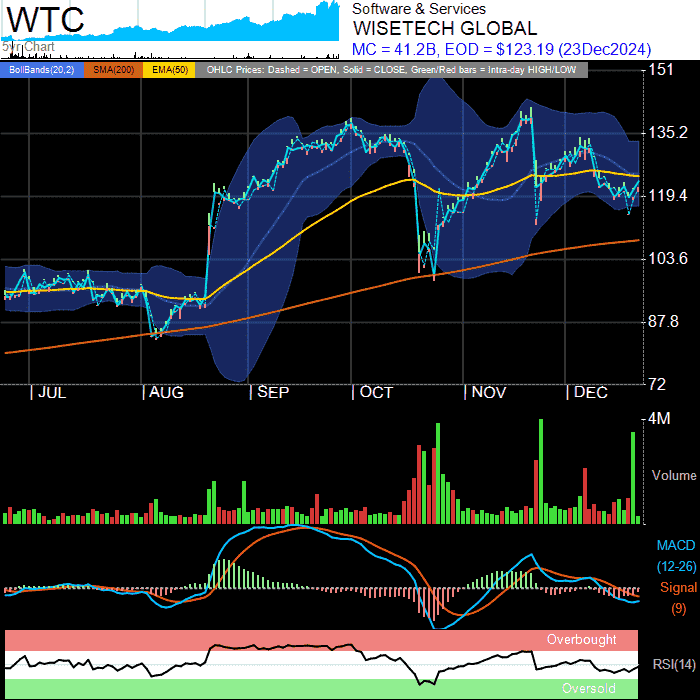 WTC
5yr Chart
Software & Services
WISETECH GLOBAL
MC = 41.2B, EOD = $123.19 (23Dec2024)
BollBands(20,2) SMA(200) EMA(50) OHLC Prices: Dashed = OPEN, Solid = CLOSE, Green/Red bars = Intra-day HIGH/LOW
151
135.2
119.4
103.6
87.8
72
| JUL | AUG | SEP | OCT | NOV | DEC
4M
Volume
MACD
(12-26)
Signal
(9)
Overbought
RSI(14)
Oversold